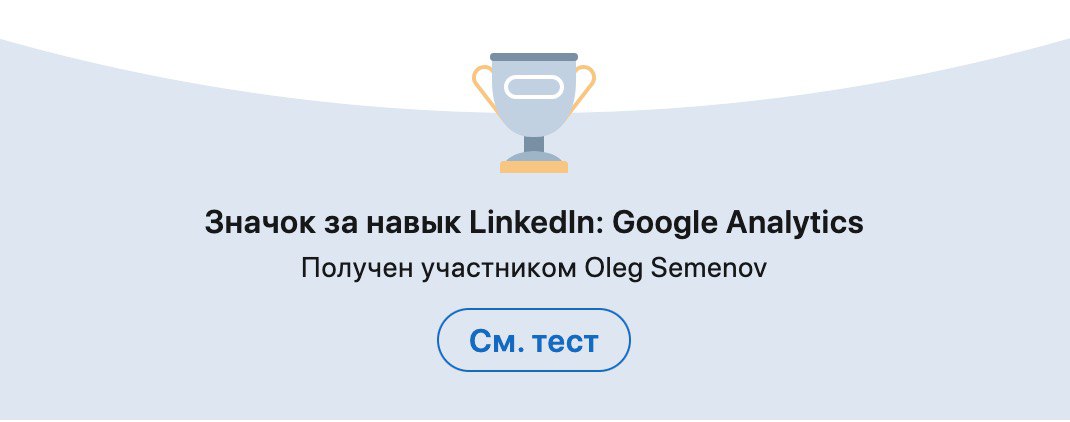 Значок за навык LinkedIn: Google Analytics
Получен участником Oleg Semenov
См. тест